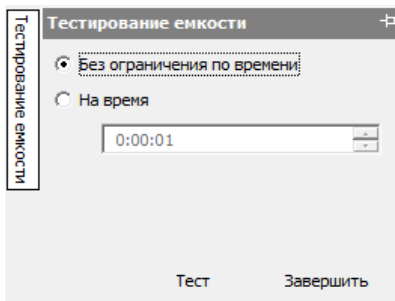 Тестирование емкости
Тестирование емкости
Без ограничения по времени
На время
0:00:01
Тест Завершить